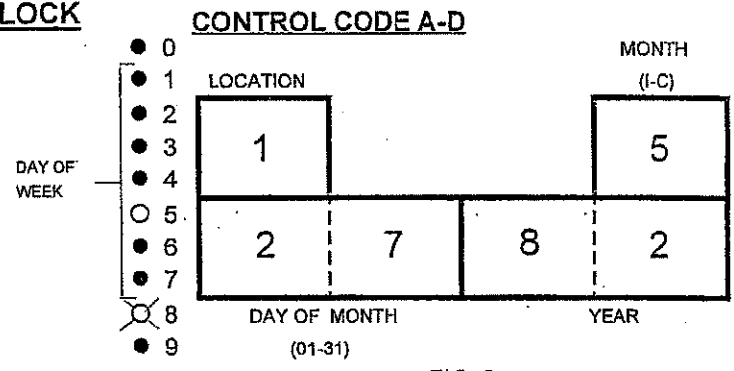 LOCK
CONTROL CODE A-D
0
MONTH
1 LOCATION (I-C)
2
3 1 5
DAY OF WEEK
4
5
6 2 7 8 2
7
8 DAY OF MONTH YEAR
9 (01-31)